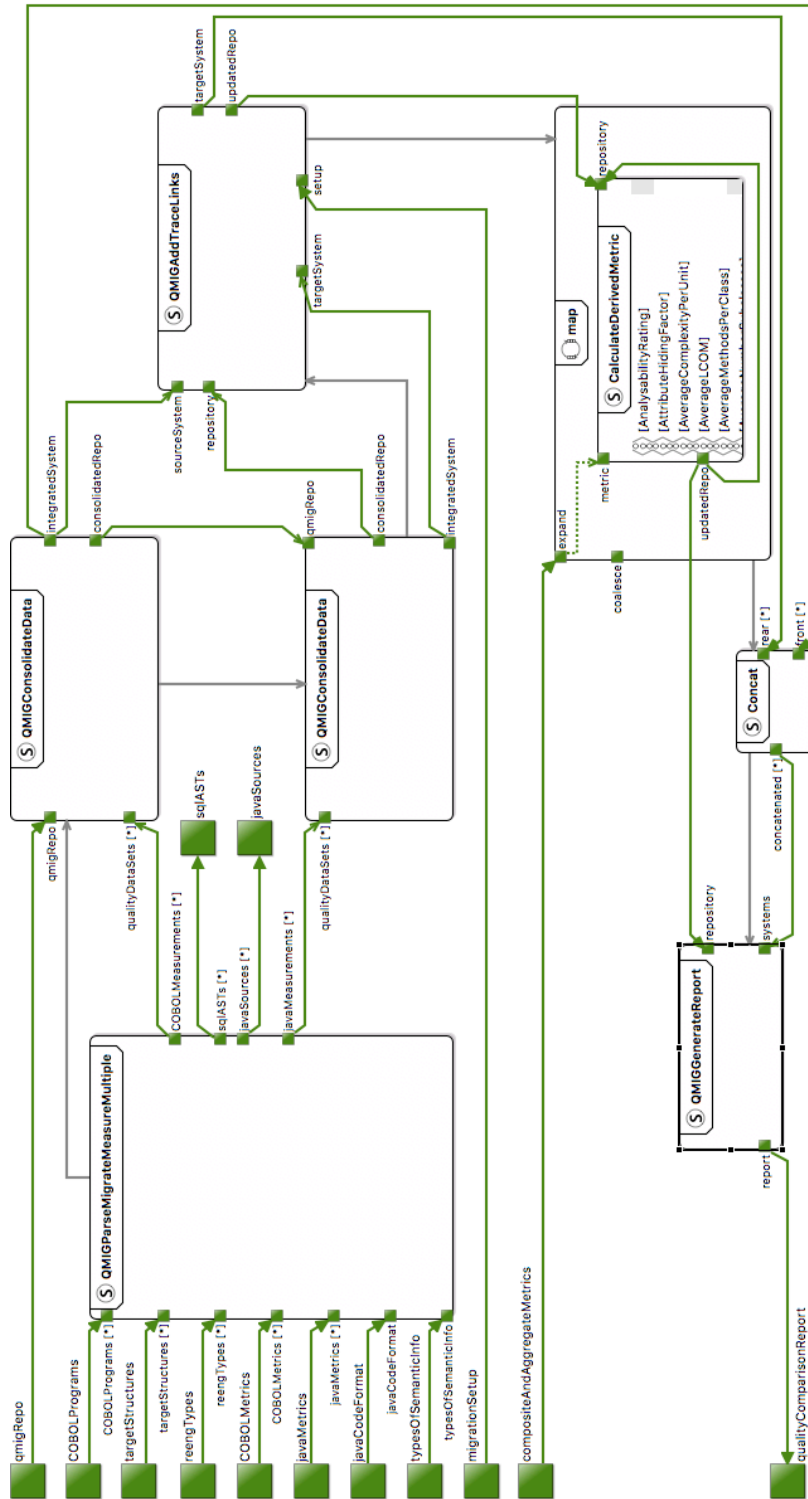 qmigRepo
COBOLPrograms
COBOLPrograms [*]
targetStructures
targetStructures [*]
reengTypes
reengTypes [*]
COBOLMetrics
COBOLMetrics [*]
javaMetrics
javaMetrics [*]
javaCodeFormat
javaCodeFormat
typesOfSemanticInfo
typesOfSemanticInfo
migrationSetup
compositeAndAggregateMetrics
qualityComparisonReport
S QMIGParseMigrateMeasureMultiple
COBOLMeasurements [*]
sqlASTs [*]
javaSources [*]
javaMeasurements [*]
sqlASTs
javaSources
qmigRepo
qualityDataSets [*]
S QMIGConsolidateData
integratedSystem
consolidatedRepo
qualityDataSets [*]
S QMIGConsolidateData
qmigRepo
consolidatedRepo
integratedSystem
sourceSystem
repository
S QMIGAddTraceLinks
targetSystem
setup
targetSystem
updatedRepo
map
expand
coalesce
metric
S CalculateDerivedMetric
[AnalysabilityRating]
[AttributeHidingFactor]
[AverageComplexityPerUnit]
[AverageLCOM]
[AverageMethodsPerClass]
updatedRepo
repository
S Concat
rear [*]
front [*]
concatenated [*]
S QMIGGenerateReport
repository
systems
report